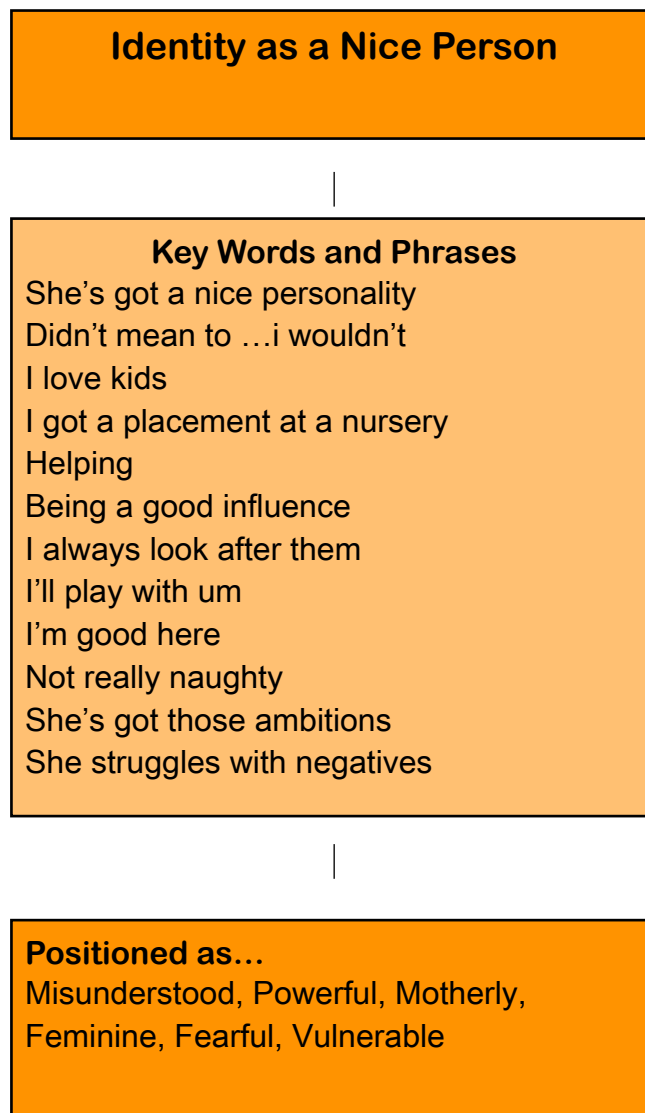 Identity as a Nice Person
Key Words and Phrases
She’s got a nice personality
Didn’t mean to …i wouldn’t
I love kids
I got a placement at a nursery
Helping
Being a good influence
I always look after them
I’ll play with um
I’m good here
Not really naughty
She’s got those ambitions
She struggles with negatives
Positioned as…
Misunderstood, Powerful, Motherly,
Feminine, Fearful, Vulnerable